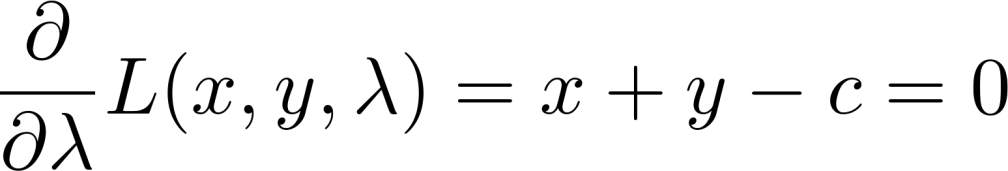 ∂/∂λ L(x, y, λ) = x + y − c = 0